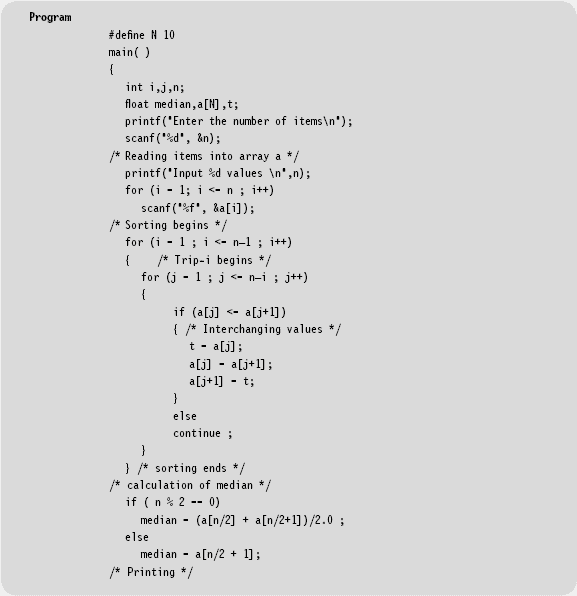 Program
#define N 10
main( )
{
int i,j,n;
float median,a[N],t;
printf("Enter the number of items\n");
scanf("%d", &n);
/* Reading items into array a */
printf("Input %d values \n",n);
for (i = 1; i <= n ; i++)
scanf("%f", &a[i]);
/* Sorting begins */
for (i = 1 ; i <= n–1 ; i++)
{ /* Trip-i begins */
for (j = 1 ; j <= n–i ; j++)
{
if (a[j] <= a[j+1])
{ /* Interchanging values */
t = a[j];
a[j] = a[j+1];
a[j+1] = t;
}
else
continue ;
}
} /* sorting ends */
/* calculation of median */
if ( n % 2 == 0)
median = (a[n/2] + a[n/2+1])/2.0 ;
else
median = a[n/2 + 1];
/* Printing */